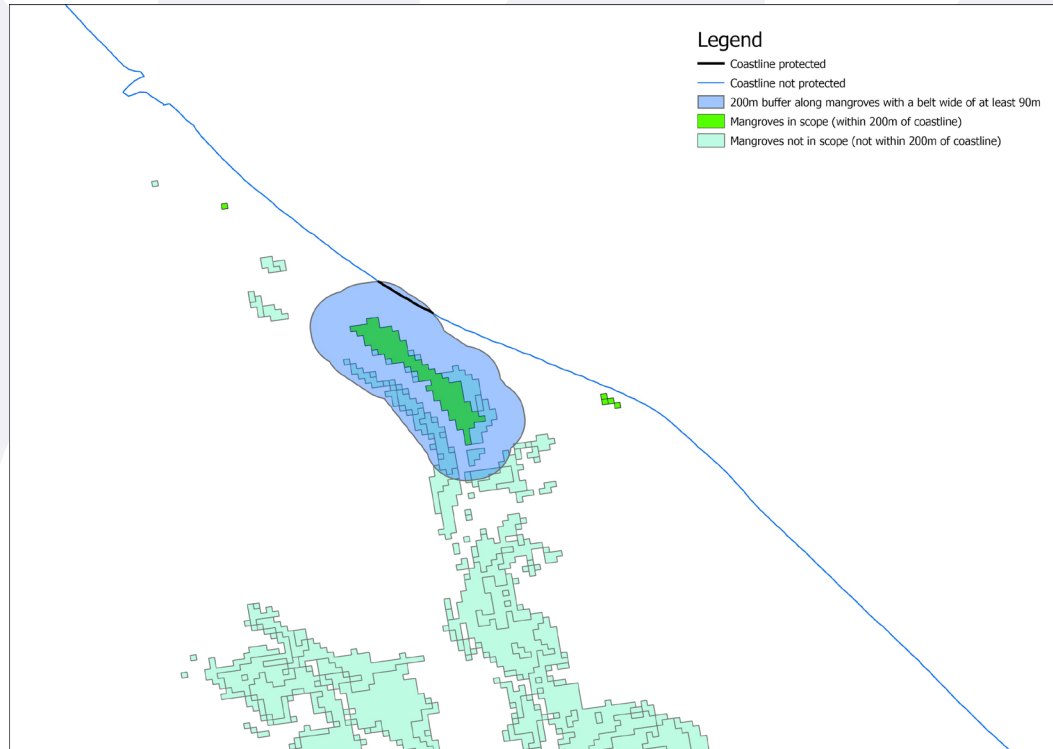 Legend
Coastline protected
Coastline not protected
200m buffer along mangroves with a belt wide of at least 90m
Mangroves in scope (within 200m of coastline)
Mangroves not in scope (not within 200m of coastline)